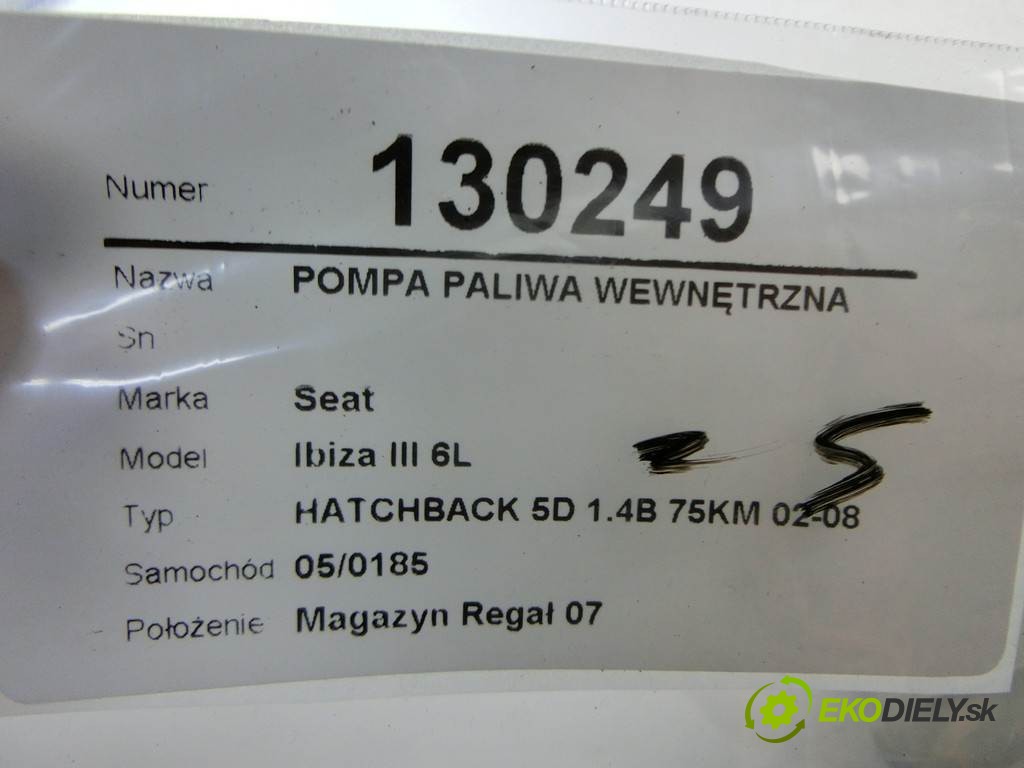 Numer 130249
Nazwa POMPA PALIWA WEWNĘTRZNA
Sn
Marka Seat
Model Ibiza III 6L
Typ HATCHBACK 5D 1.4B 75KM 02-08
Samochód 05/0185
Położenie Magazyn Regał 07
EKODIELY.sk